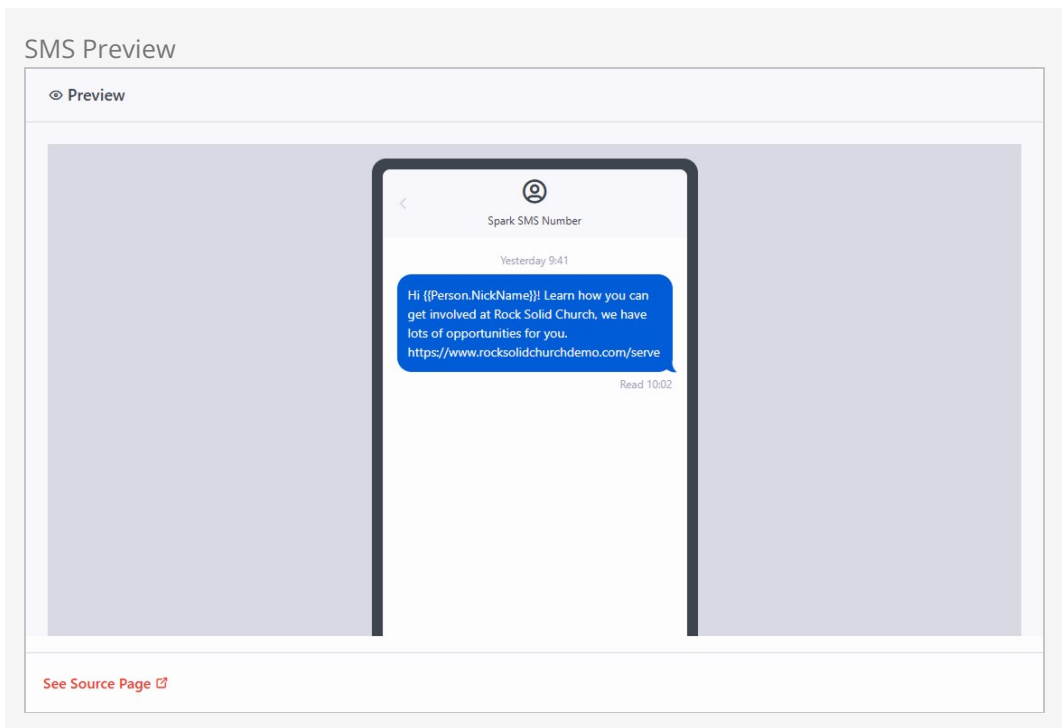 SMS Preview
Preview
Spark SMS Number
Yesterday 9:41
Hi {{Person.NickName}}! Learn how you can
get involved at Rock Solid Church, we have
lots of opportunities for you.
https://www.rocksolidchurchdemo.com/serve
Read 10:02
See Source Page